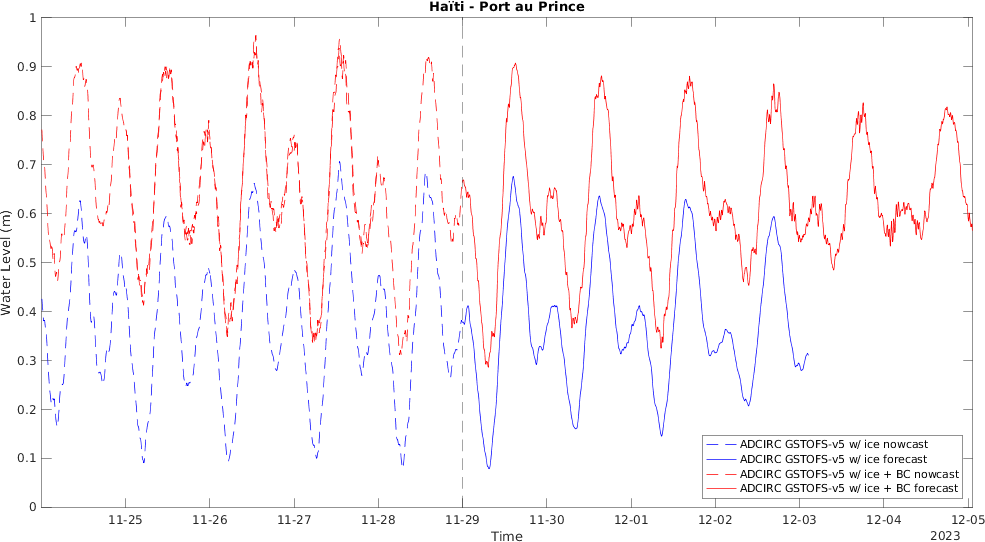 Haïti - Port au Prince
Water Level (m)
1
0.9
0.8
0.7
0.6
0.5
0.4
0.3
0.2
0.1
0
11-25 11-26 11-27 11-28 11-29 11-30 12-01 12-02 12-03 12-04 12-05
Time
2023
ADCIRC GSTOFS-v5 w/ ice nowcast
ADCIRC GSTOFS-v5 w/ ice forecast
ADCIRC GSTOFS-v5 w/ ice + BC nowcast
ADCIRC GSTOFS-v5 w/ ice + BC forecast